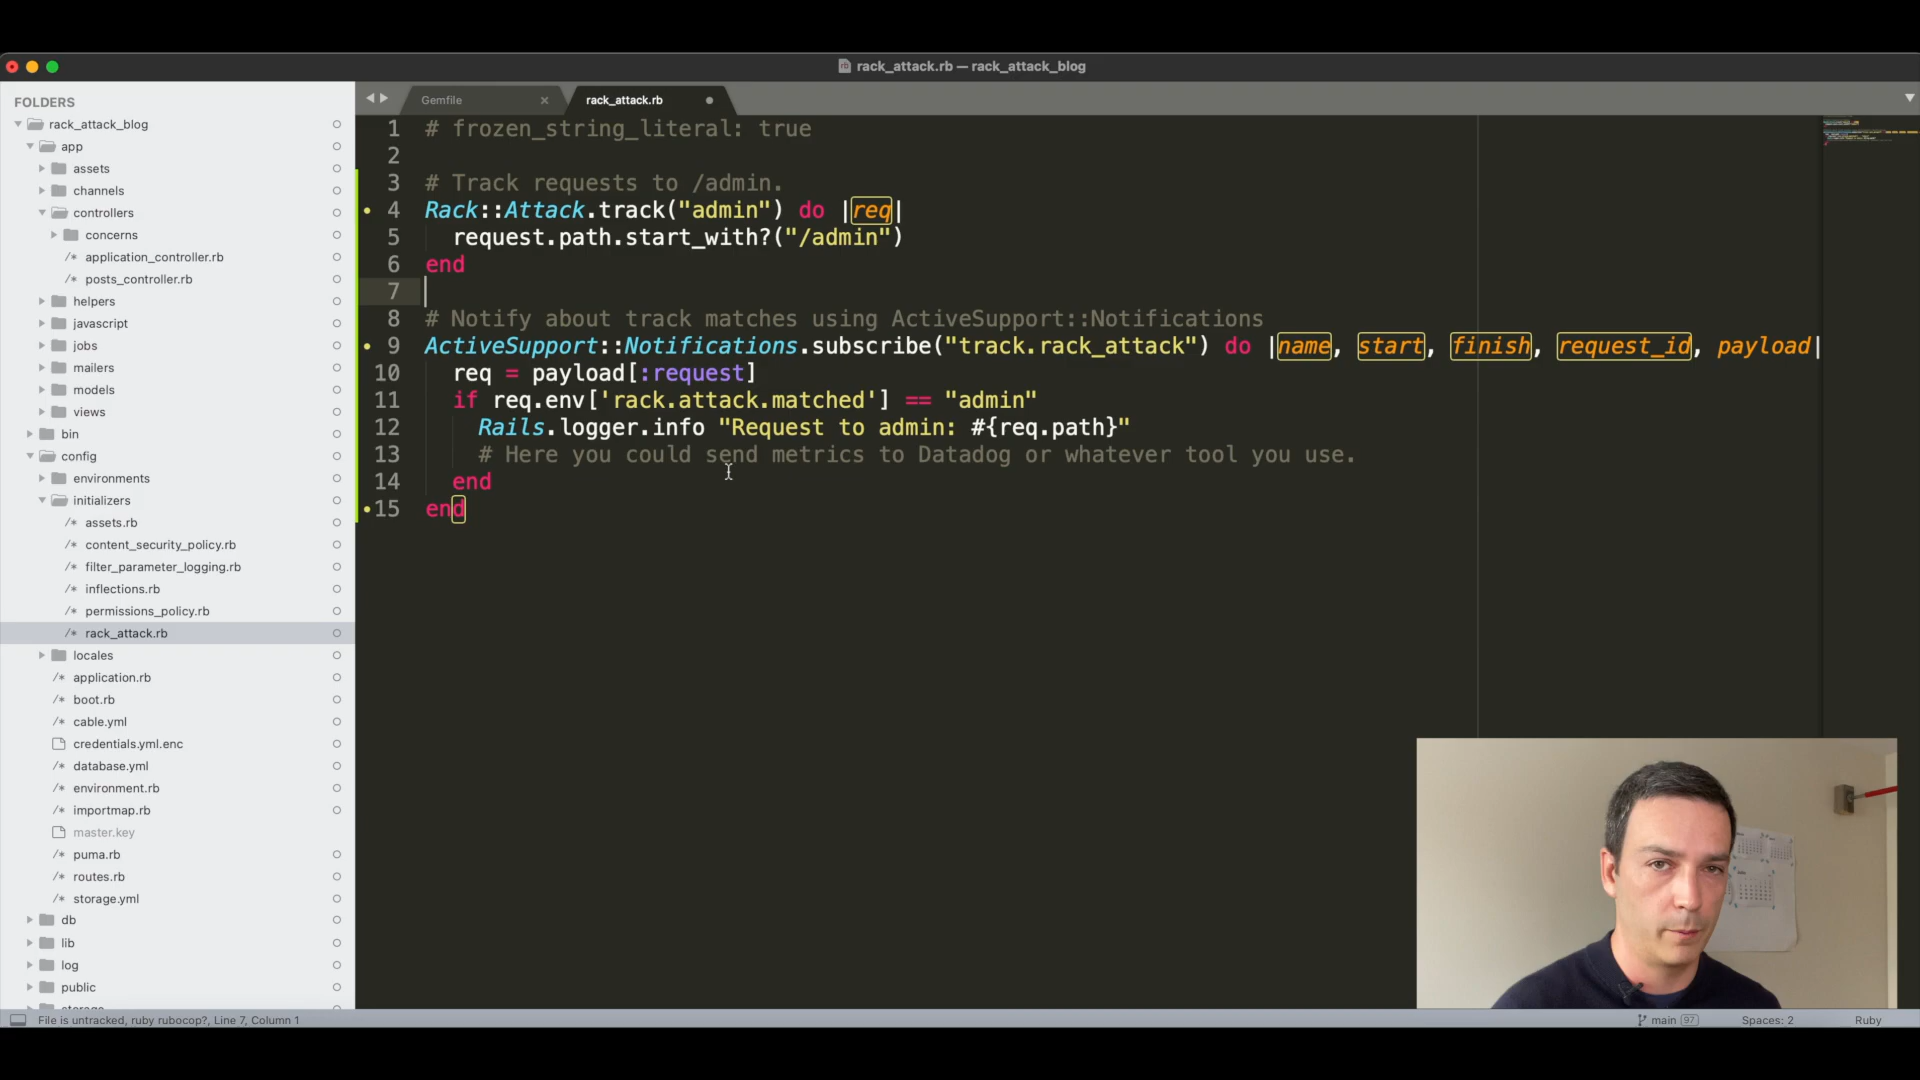 rack_attack.rb — rack_attack_blog
FOLDERS
rack_attack_blog
app
assets
channels
controllers
concerns
/* application_controller.rb
/* posts_controller.rb
helpers
javascript
jobs
mailers
models
views
bin
config
environments
initializers
/* assets.rb
/* content_security_policy.rb
/* filter_parameter_logging.rb
/* inflections.rb
/* permissions_policy.rb
/* rack_attack.rb
locales
/* application.rb
/* boot.rb
/* cable.yml
credentials.yml.enc
/* database.yml
/* environment.rb
/* importmap.rb
master.key
/* puma.rb
/* routes.rb
/* storage.yml
db
lib
log
public
storage
Gemfile
rack_attack.rb
1 # frozen_string_literal: true
2
3 # Track requests to /admin.
4 Rack::Attack.track("admin") do |req|
5 request.path.start_with?("/admin")
6 end
7
8 # Notify about track matches using ActiveSupport::Notifications
9 ActiveSupport::Notifications.subscribe("track.rack_attack") do |name, start, finish, request_id, payload|
10 req = payload[:request]
11 if req.env['rack.attack.matched'] == "admin"
12 Rails.logger.info "Request to admin: #{req.path}"
13 # Here you could send metrics to Datadog or whatever tool you use.
14 end
15 end
File is untracked, ruby rubocop?, Line 7, Column 1
main 97
Spaces: 2
Ruby